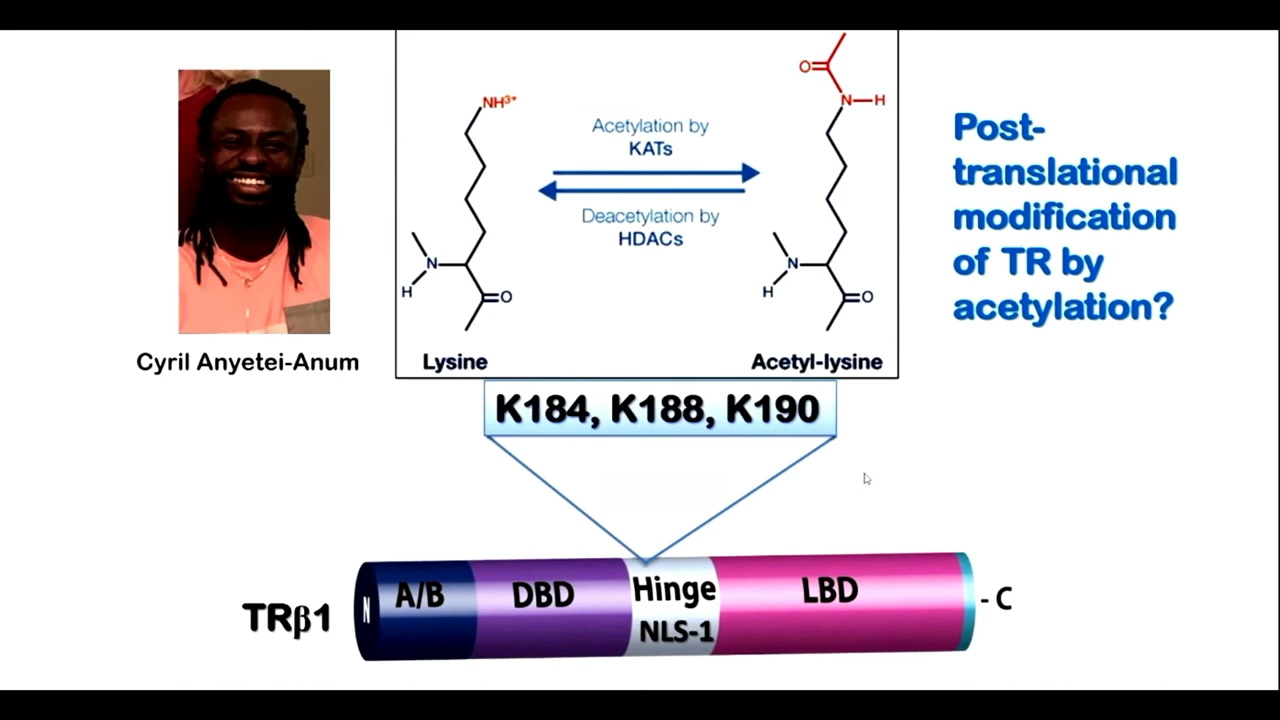 Cyril Anyetei-Anum
NH³⁺
N
H
O
Lysine
Acetylation by
KATs
Deacetylation by
HDACs
O
N
H
N
H
O
Acetyl-lysine
Post-
translational
modification
of TR by
acetylation?
K184, K188, K190
TRβ1
N
A/B
DBD
Hinge
NLS-1
LBD
- C